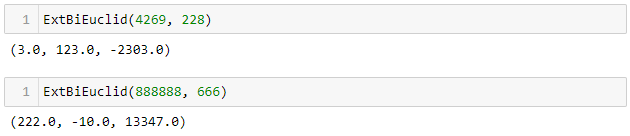 1 ExtBiEuclid(4269, 228)
(3.0, 123.0, -2303.0)
1 ExtBiEuclid(888888, 666)
(222.0, -10.0, 13347.0)